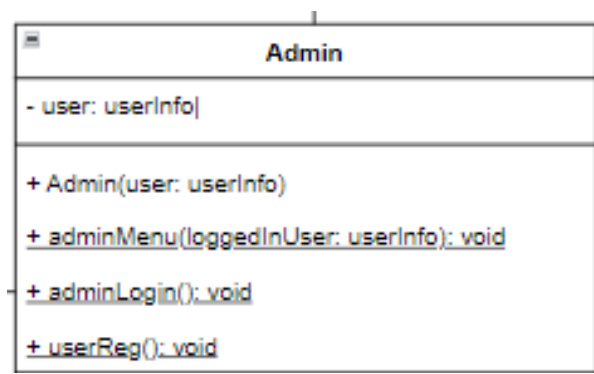 Admin
- user: userInfo
+ Admin(user: userInfo)
+ adminMenu(loggedInUser: userInfo): void
+ adminLogin(): void
+ userReg(): void